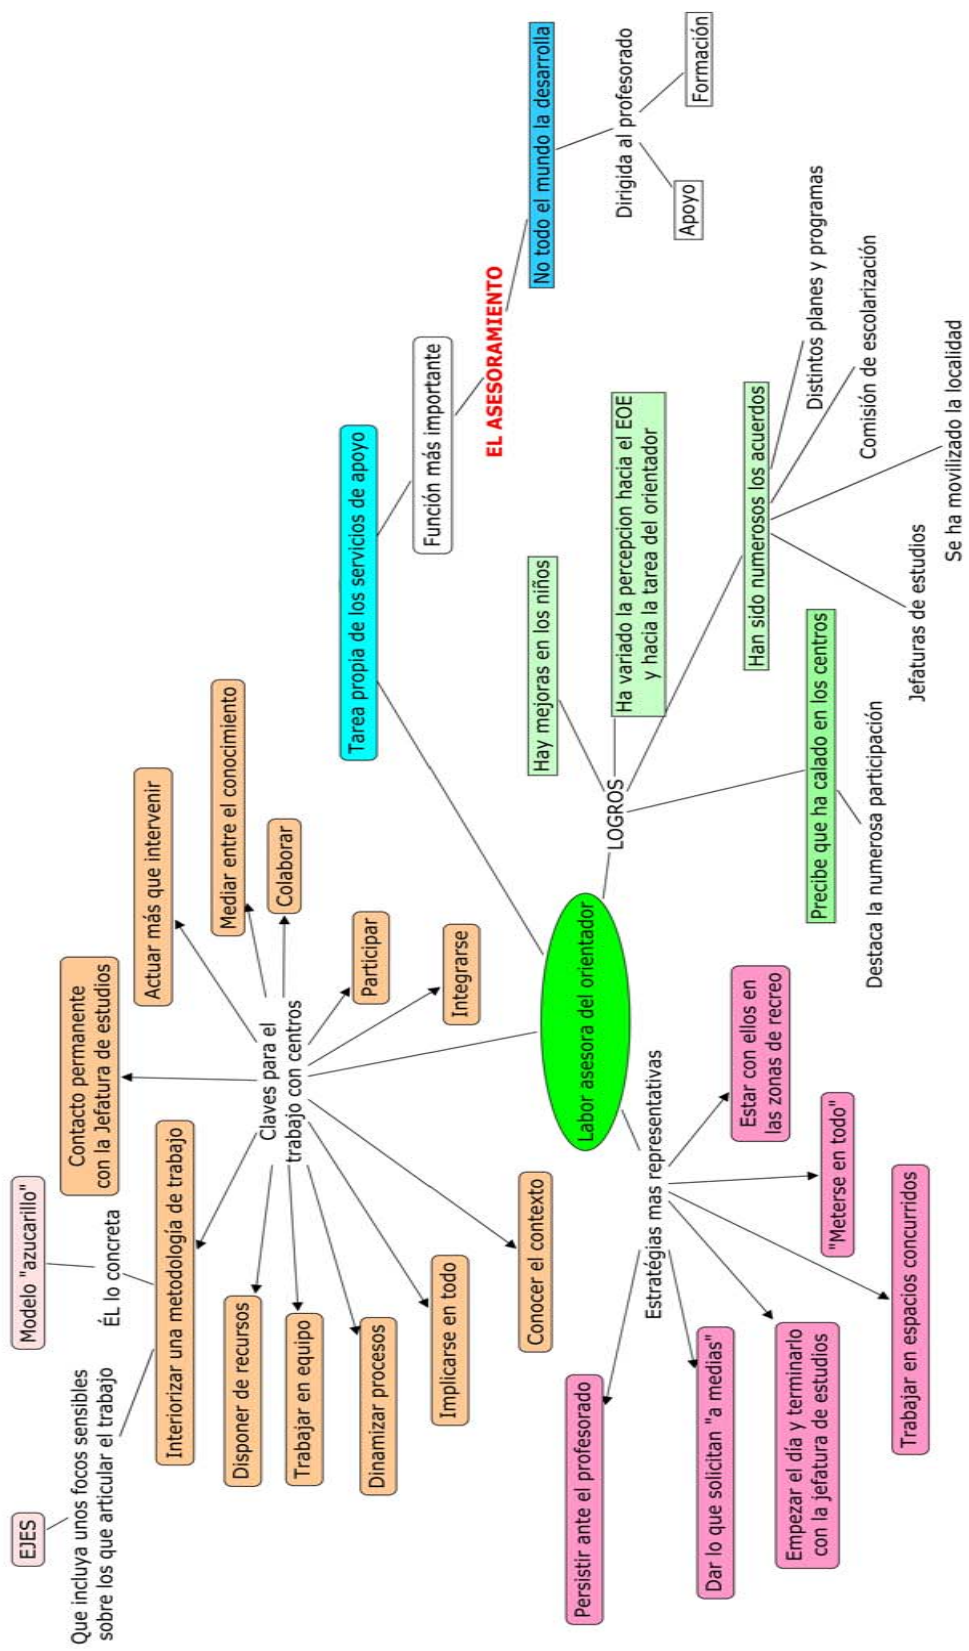 EJES
Que incluya unos focos sensibles
sobre los que articular el trabajo
Modelo "azucarillo"
ÉL lo concreta
Interiorizar una metodología de trabajo
Contacto permanente
con la Jefatura de estudios
Actuar más que intervenir
Mediar entre el conocimiento
Colaborar
Claves para el
trabajo con centros
Disponer de recursos
Trabajar en equipo
Dinamizar procesos
Implicarse en todo
Conocer el contexto
Participar
Integrarse
Tarea propia de los servicios de apoyo
Función más importante
EL ASESORAMIENTO
No todo el mundo la desarrolla
Dirigida al profesorado
Apoyo
Formación
Labor asesora del orientador
LOGROS
Hay mejoras en los niños
Ha variado la percepcion hacia el EOE
y hacia la tarea del orientador
Han sido numerosos los acuerdos
Distintos planes y programas
Comisión de escolarización
Se ha movilizado la localidad
Jefaturas de estudios
Precibe que ha calado en los centros
Destaca la numerosa participación
Estratégias mas representativas
Persistir ante el profesorado
Dar lo que solicitan "a medias"
Empezar el día y terminarlo
con la jefatura de estudios
Trabajar en espacios concurridos
"Meterse en todo"
Estar con ellos en
las zonas de recreo